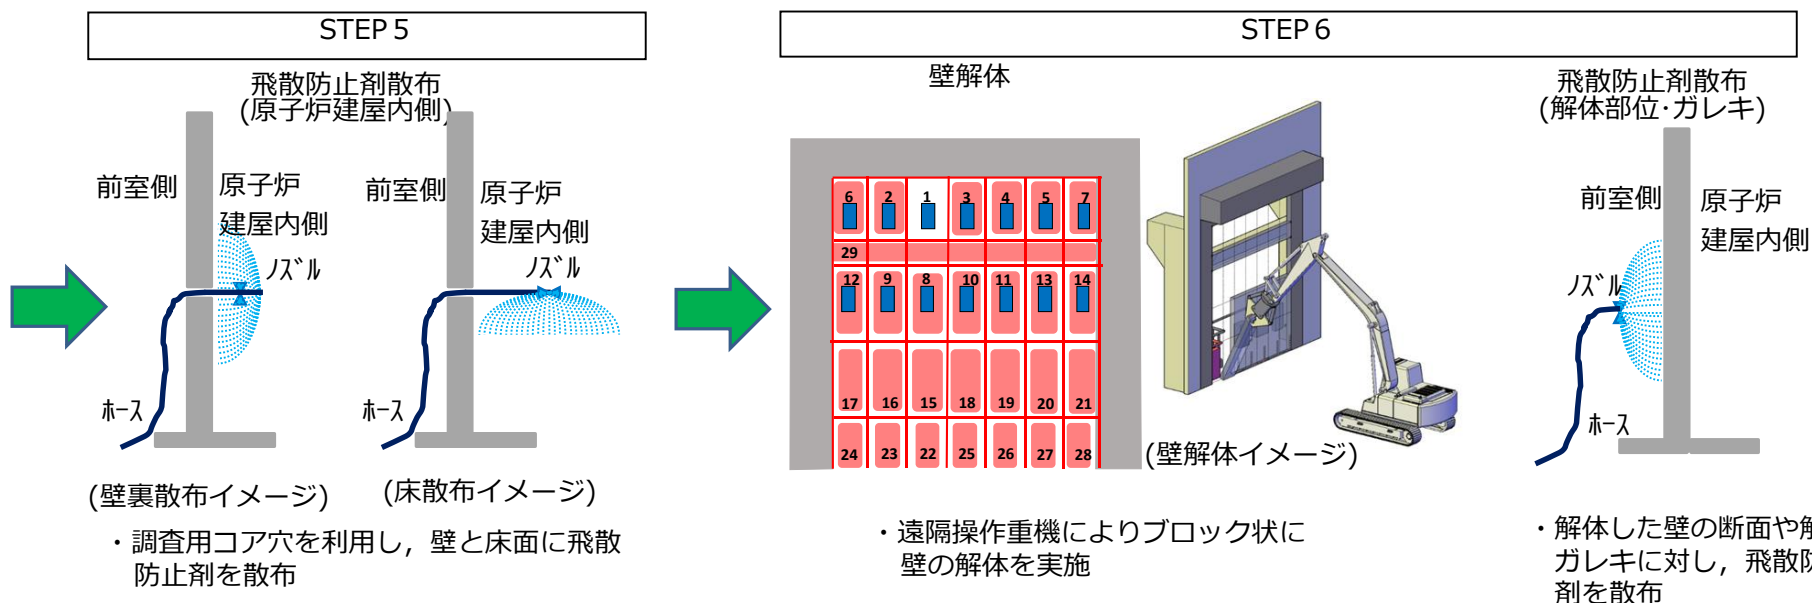 STEP 5
飛散防止剤散布
(原子炉建屋内側)
前室側
原子炉
建屋内側
ﾉｽﾞﾙ
ﾎｰｽ
(壁裏散布イメージ)
前室側
原子炉
建屋内側
ﾉｽﾞﾙ
ﾎｰｽ
(床散布イメージ)
・調査用コア穴を利用し，壁と床面に飛散
防止剤を散布
STEP 6
壁解体
6 2 1 3 4 5 7
29
12 9 8 10 11 13 14
17 16 15 18 19 20 21
24 23 22 25 26 27 28
(壁解体イメージ)
・遠隔操作重機によりブロック状に
壁の解体を実施
飛散防止剤散布
(解体部位･ガレキ)
前室側
原子炉
建屋内側
ﾉｽﾞﾙ
ﾎｰｽ
・解体した壁の断面や解
ガレキに対し，飛散防
剤を散布